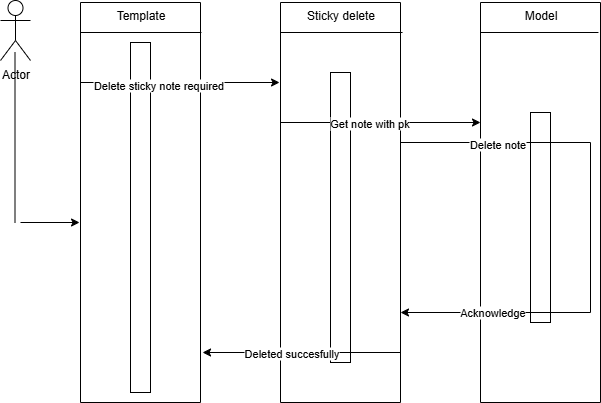 Template
Sticky delete
Model
Actor
Delete sticky note required
Get note with pk
Delete note
Acknowledge
Deleted succesfully